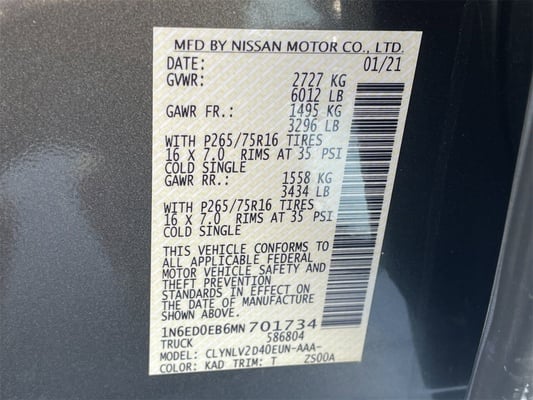 MFD BY NISSAN MOTOR CO., LTD.
DATE: 01/21
GVWR: 2727 KG
6012 LB
GAWR FR.: 1495 KG
3296 LB
WITH P265/75R16 TIRES
16 X 7.0 RIMS AT 35 PSI
COLD SINGLE
GAWR RR.: 1558 KG
3434 LB
WITH P265/75R16 TIRES
16 X 7.0 RIMS AT 35 PSI
COLD SINGLE
THIS VEHICLE CONFORMS TO
ALL APPLICABLE FEDERAL
MOTOR VEHICLE SAFETY AND
THEFT PREVENTION
STANDARDS IN EFFECT ON
THE DATE OF MANUFACTURE
SHOWN ABOVE.
1N6ED0EB6MN701734
TRUCK 586804
MODEL: CLYNLV2D40EUN-AAA-
COLOR: KAD TRIM: T ZS00A